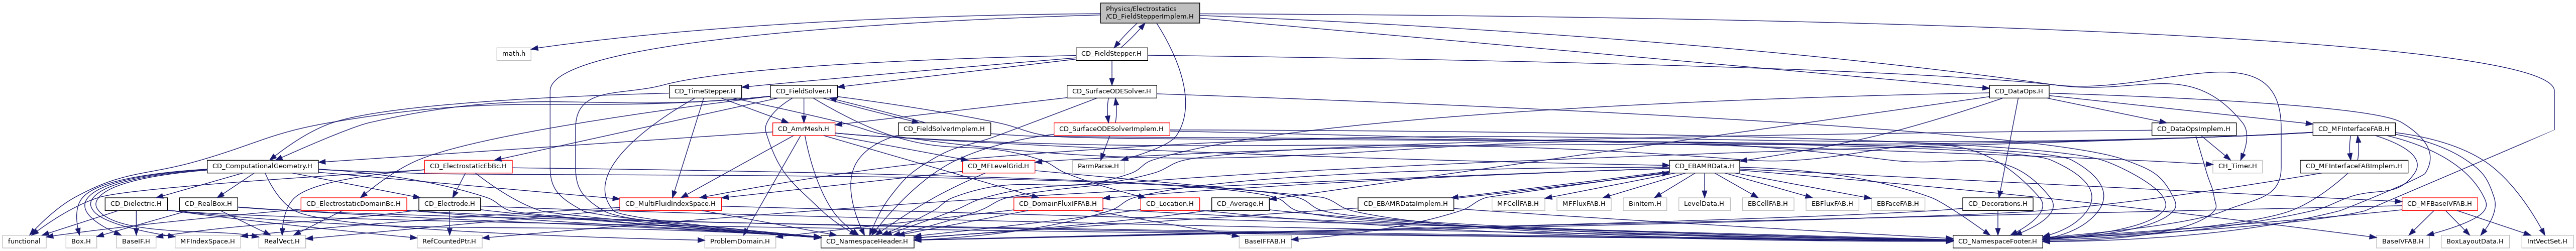 Physics/Electrostatics
/CD_FieldStepperImplem.H
math.h
CD_FieldStepper.H
CD_TimeStepper.H
CD_FieldSolver.H
CD_SurfaceODESolver.H
CD_DataOps.H
CD_AmrMesh.H
CD_FieldSolverImplem.H
CD_SurfaceODESolverImplem.H
CD_DataOpsImplem.H
CD_MFInterfaceFAB.H
CD_ComputationalGeometry.H
CD_ElectrostaticEbBc.H
CD_MFLevelGrid.H
ParmParse.H
CD_EBAMRData.H
CH_Timer.H
CD_MFInterfaceFABImplem.H
CD_Dielectric.H
CD_RealBox.H
CD_ElectrostaticDomainBc.H
CD_Electrode.H
CD_MultiFluidIndexSpace.H
CD_DomainFluxIFFAB.H
CD_Location.H
CD_Average.H
CD_EBAMRDataImplem.H
MFCellFAB.H
MFFluxFAB.H
BinItem.H
LevelData.H
EBCellFAB.H
EBFluxFAB.H
EBFaceFAB.H
CD_Decorations.H
CD_MFBaseIVFAB.H
functional
Box.H
BaseIF.H
MFIndexSpace.H
RealVect.H
RefCountedPtr.H
ProblemDomain.H
CD_NamespaceHeader.H
BaseIFFAB.H
CD_NamespaceFooter.H
BaseIVFAB.H
BoxLayoutData.H
IntVectSet.H